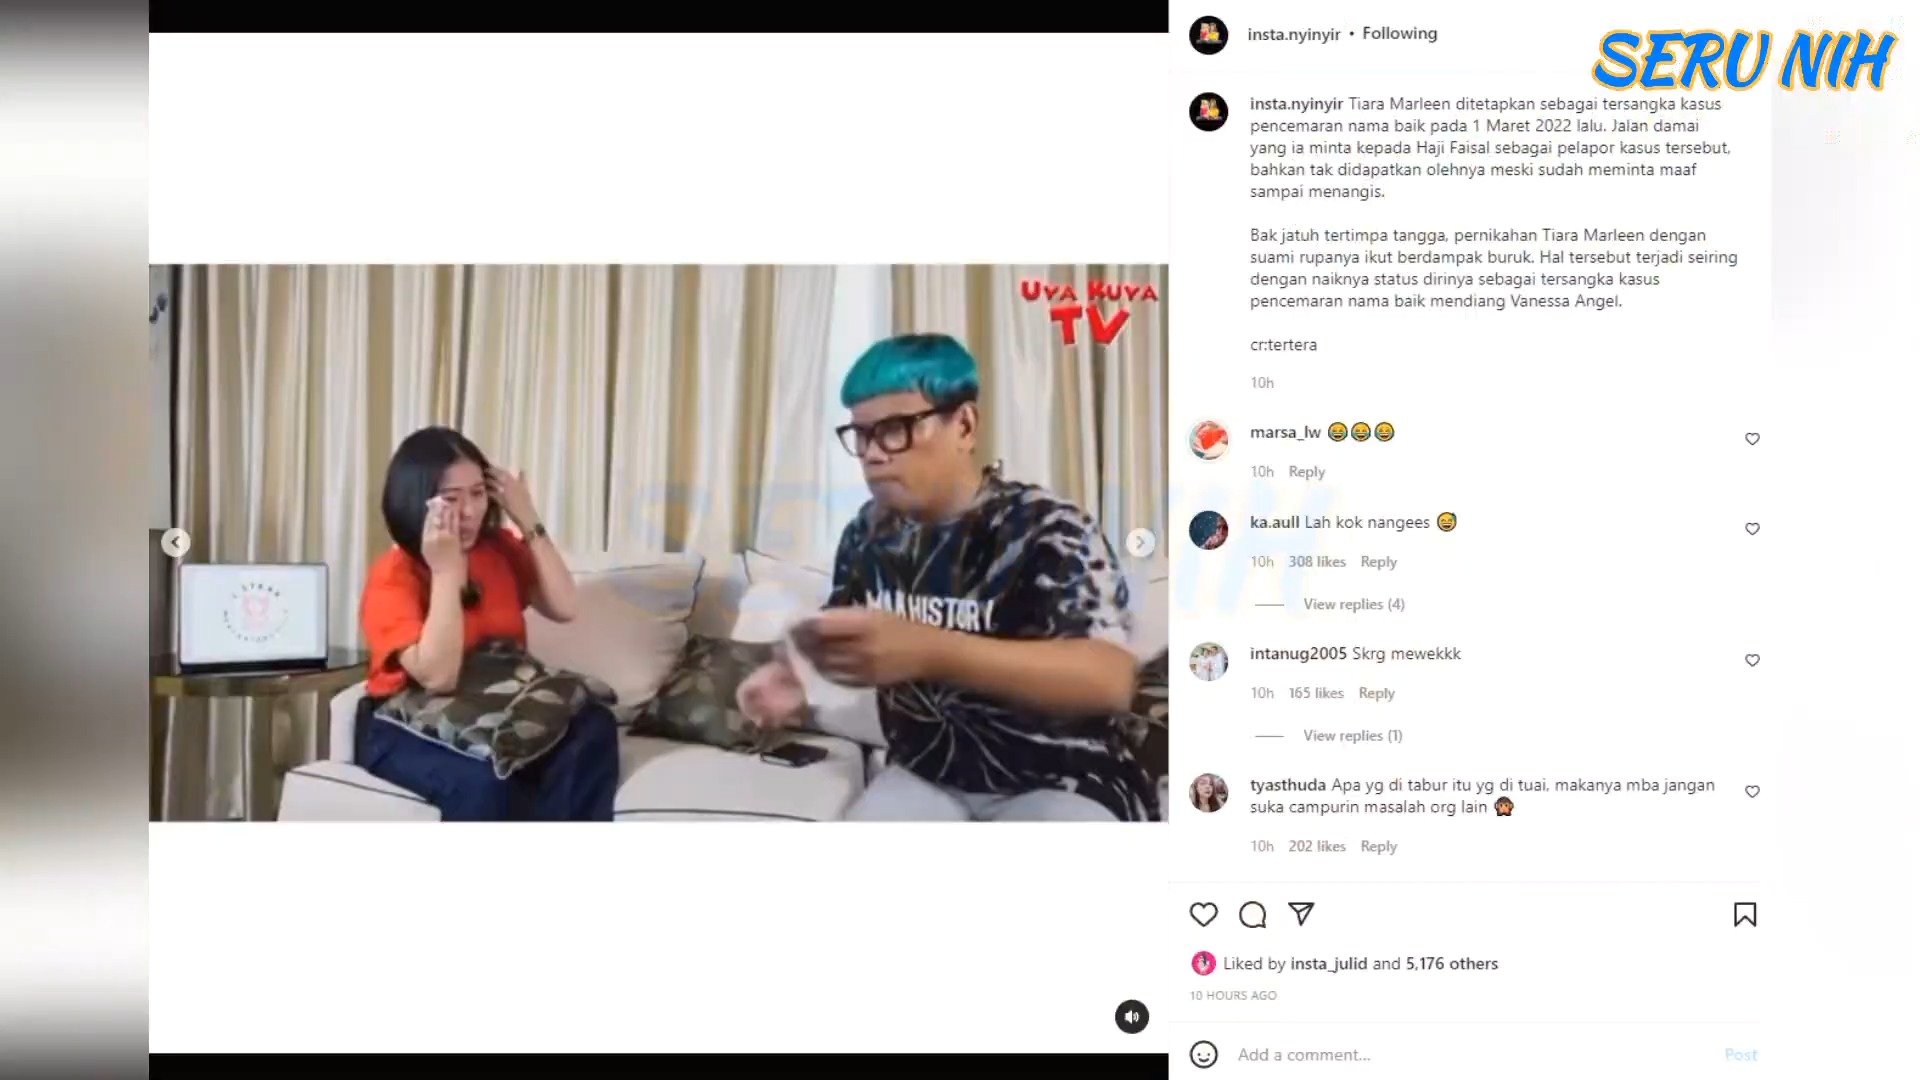 insta.nyinyir • Following
SERU NIH
insta.nyinyir Tiara Marleen ditetapkan sebagai tersangka kasus
pencemaran nama baik pada 1 Maret 2022 lalu. Jalan damai
yang ia minta kepada Haji Faisal sebagai pelapor kasus tersebut,
bahkan tak didapatkan olehnya meski sudah meminta maaf
sampai menangis.
Bak jatuh tertimpa tangga, pernikahan Tiara Marleen dengan
suami rupanya ikut berdampak buruk. Hal tersebut terjadi seiring
dengan naiknya status dirinya sebagai tersangka kasus
pencemaran nama baik mendiang Vanessa Angel.
cr:tertera
10h
UYA KUYA
TV
SERU NIH
marsa_lw 😂😂😂
10h Reply
ka.aull Lah kok nangees 😅
10h 308 likes Reply
View replies (4)
intanug2005 Skrg mewekkk
10h 165 likes Reply
View replies (1)
tyasthuda Apa yg di tabur itu yg di tuai, makanya mba jangan
suka campurin masalah org lain 🙊
10h 202 likes Reply
Liked by insta_julid and 5,176 others
10 HOURS AGO
Add a comment...
Post